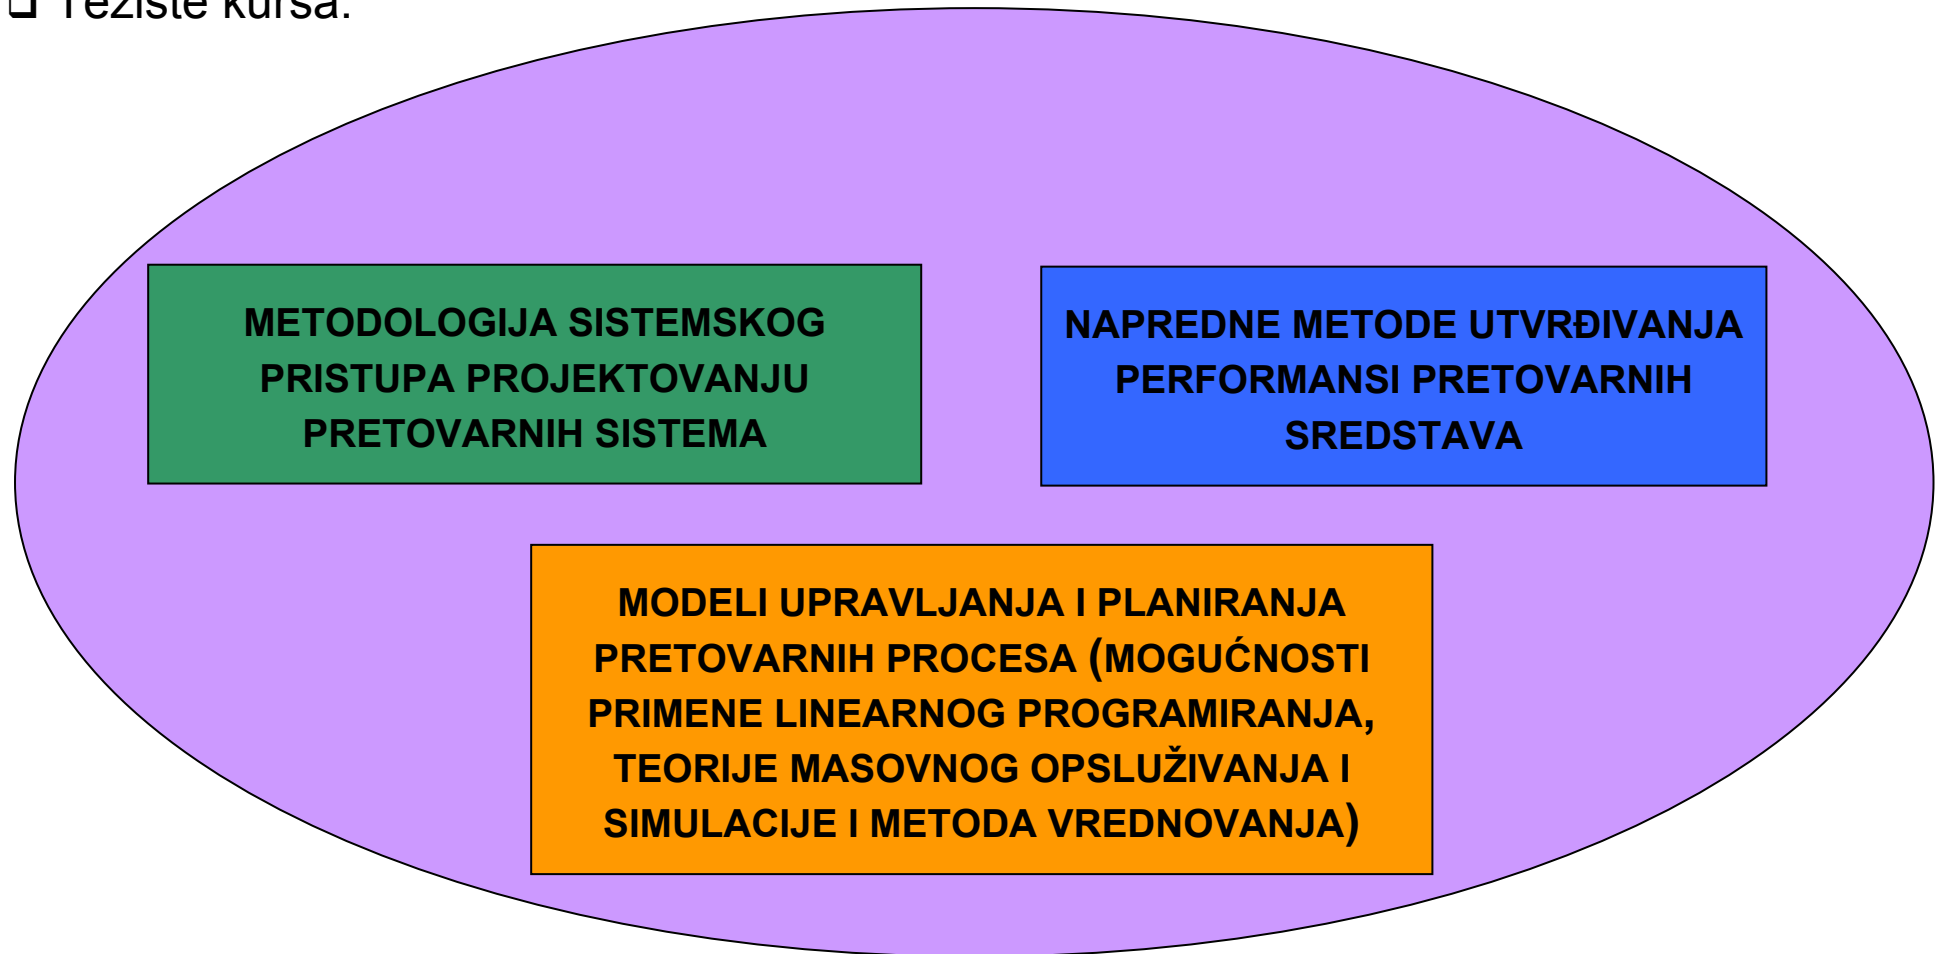 ❑ Težište kursa:
METODOLOGIJA SISTEMSKOG
PRISTUPA PROJEKTOVANJU
PRETOVARNIH SISTEMA
NAPREDNE METODE UTVRĐIVANJA
PERFORMANSI PRETOVARNIH
SREDSTAVA
MODELI UPRAVLJANJA I PLANIRANJA
PRETOVARNIH PROCESA (MOGUĆNOSTI
PRIMENE LINEARNOG PROGRAMIRANJA,
TEORIJE MASOVNOG OPSLUŽIVANJA I
SIMULACIJE I METODA VREDNOVANJA)